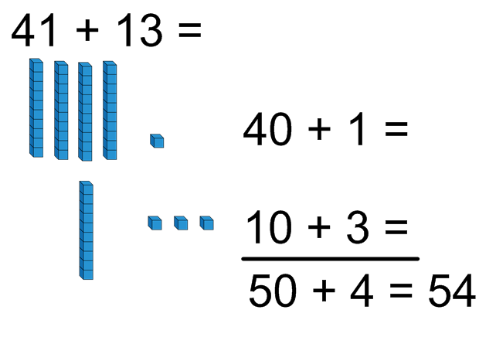 41 + 13 =
40 + 1 =
10 + 3 =
50 + 4 = 54